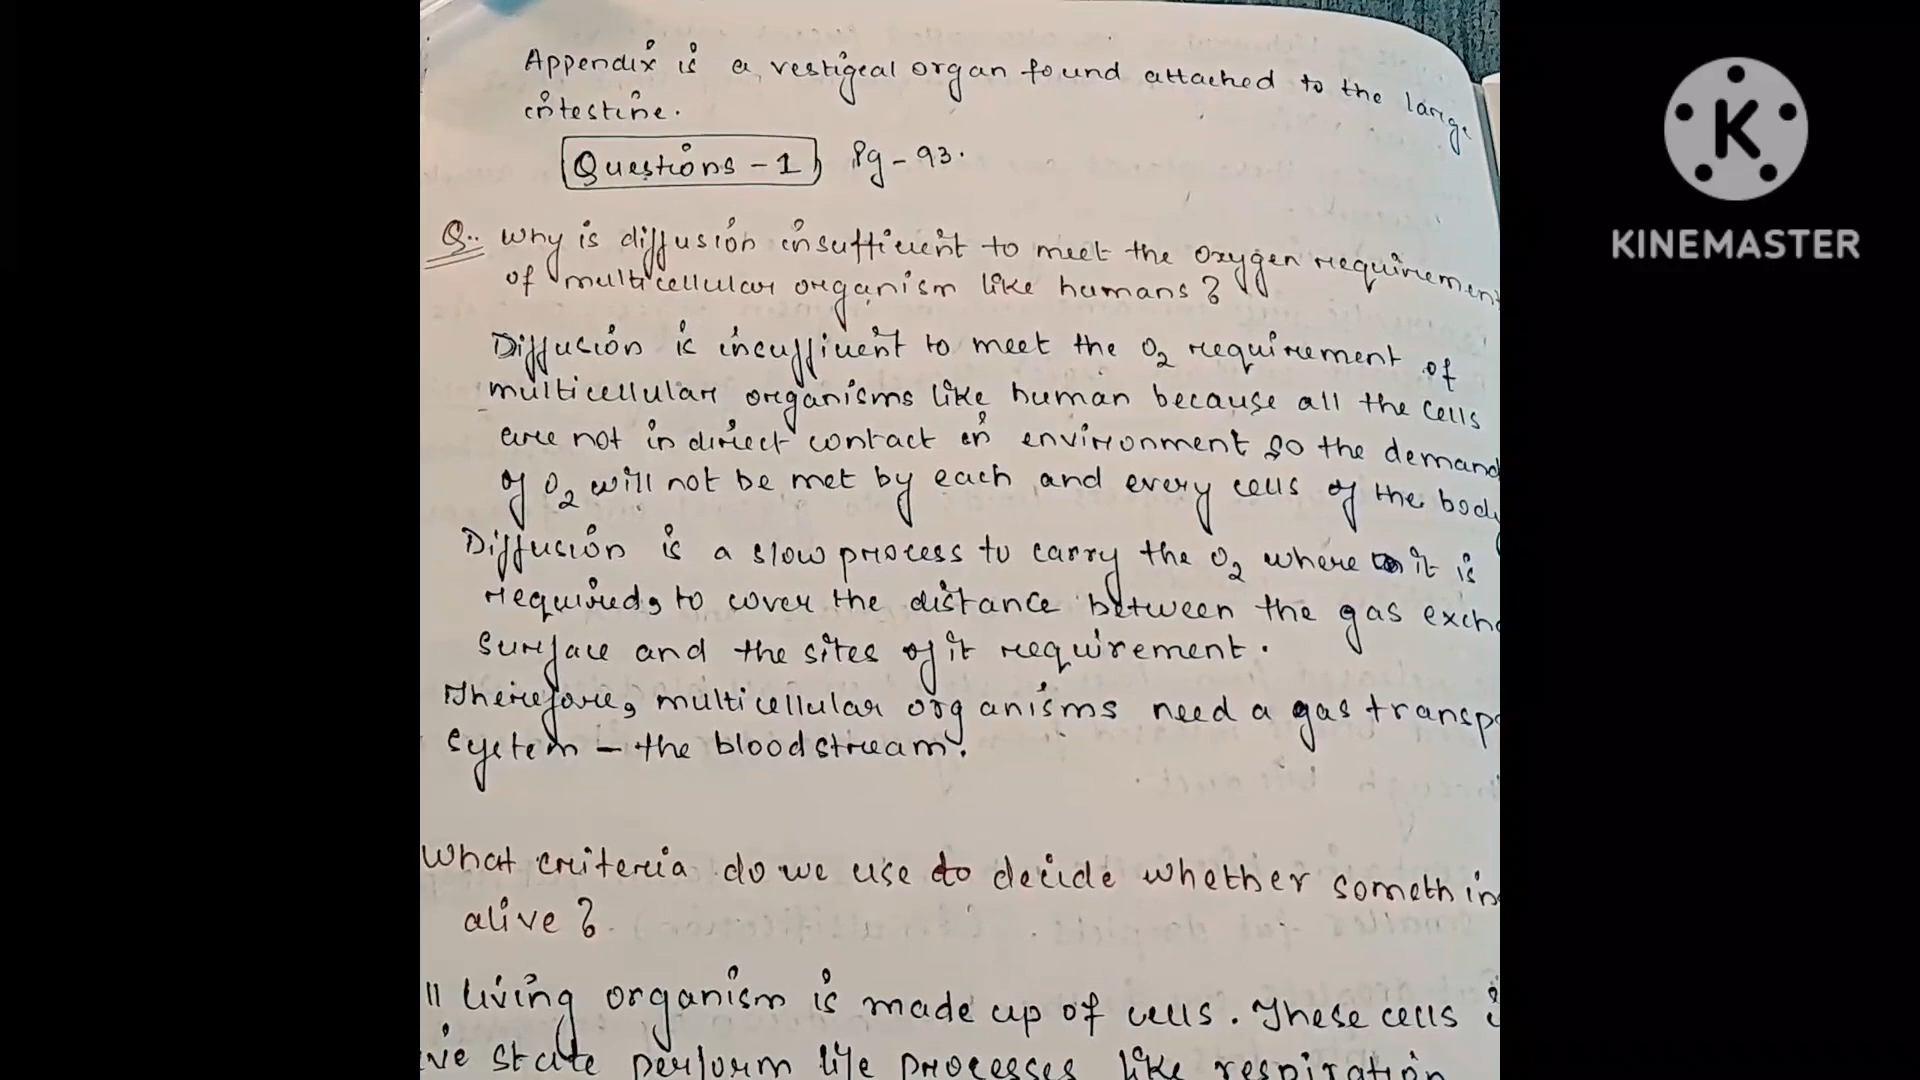 Appendix is a vestigeal organ found attached to the large
intestine.
Questions - 1 Pg - 93.
Q.. Why is diffusion insufficient to meet the oxygen requiremen
of multicellular organism like humans?
Diffusion is insufficient to meet the O2 requirement of
multicellular organisms like human because all the cells
are not in direct contact in environment so the demand
of O2 will not be met by each and every cells of the body
Diffusion is a slow process to carry the O2 where it is
required, to cover the distance between the gas excha
surface and the sites of it requirement.
Therefore, multicellular organisms need a gas transpo
system - the bloodstream.
What criteria do we use to decide whether somethin
alive?
ll living organism is made up of cells. These cells i
ive state perform life processes like respiration
K
KINEMASTER